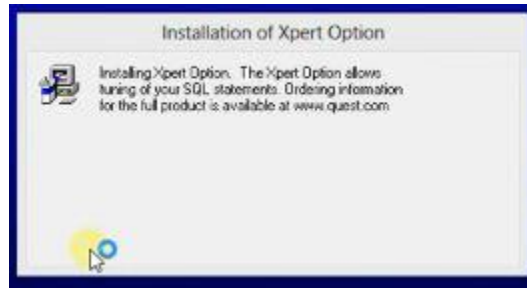 Installation of Xpert Option
Installing Xpert Option. The Xpert Option allows
tuning of your SQL statements. Ordering information
for the full product is available at www.quest.com